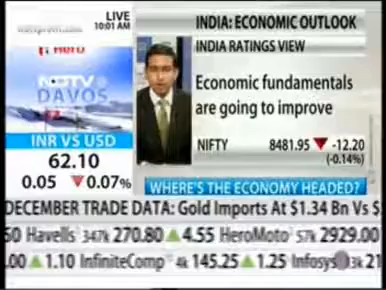 LIVE
10:01 AM
Hero
NDTV
DAVOS
INR VS USD
62.10
0.05 ▼0.07%
INDIA: ECONOMIC OUTLOOK
INDIA RATINGS VIEW
Economic fundamentals
are going to improve
NIFTY 8481.95 ▼ -12.20
(-0.14%)
WHERE'S THE ECONOMY HEADED?
DECEMBER TRADE DATA: Gold Imports At $1.34 Bn Vs $
50 Havells 347k 270.80 ▲ 4.55 HeroMoto 57k 2929.00
.00 ▲ 1.10 InfiniteComp 4k 145.25 ▲ 1.25 Infosys